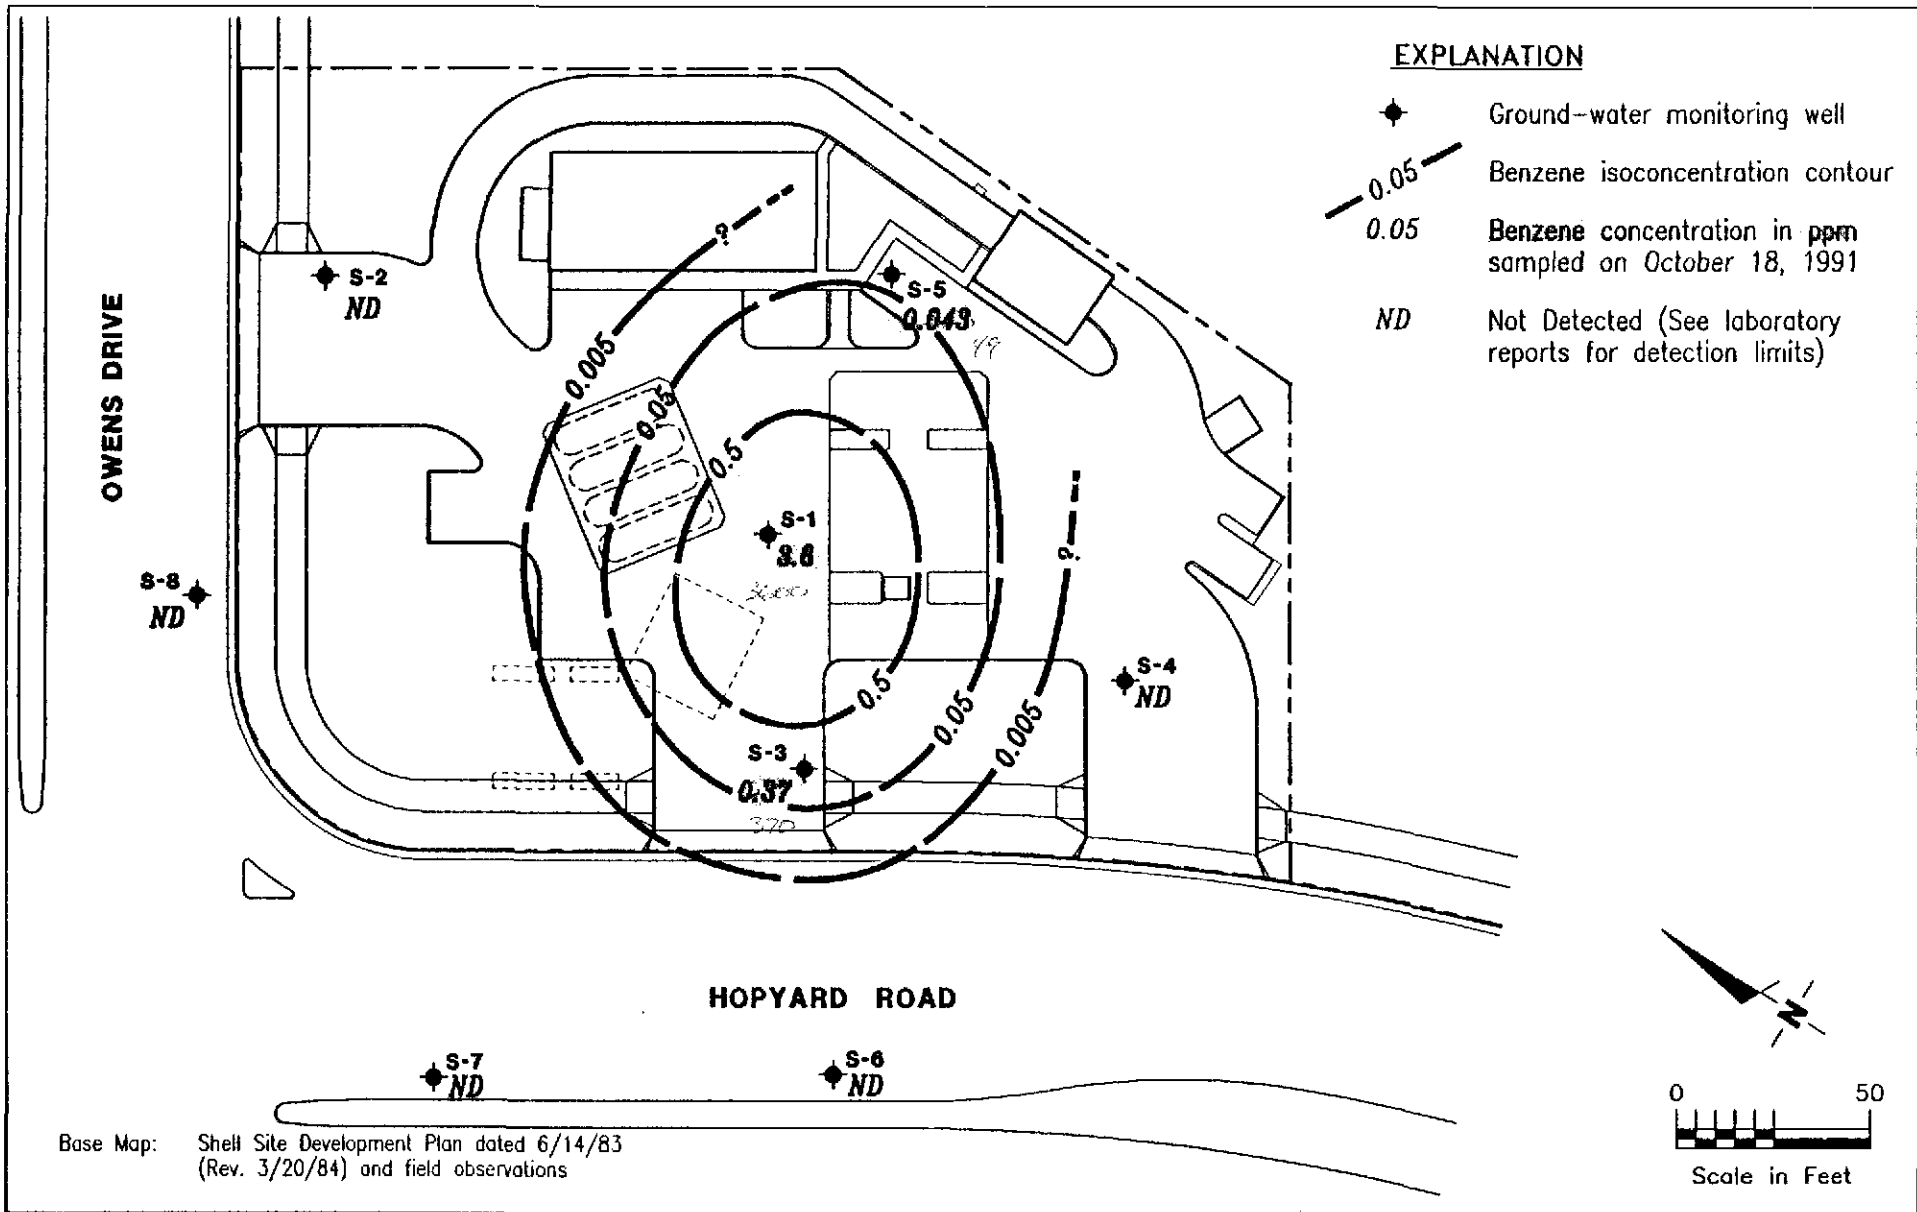 EXPLANATION
Ground-water monitoring well
0.05
Benzene isoconcentration contour
0.05
Benzene concentration in ppm
sampled on October 18, 1991
ND
Not Detected (See laboratory
reports for detection limits)
OWENS DRIVE
S-2
ND
?
S-5
0.043
0.005
0.05
0.5
S-1
?
S-8
ND
S-4
ND
0.5
0.05
0.005
S-3
0.37
370
HOPYARD ROAD
S-7
ND
S-6
ND
N
0 50
Scale in Feet
Base Map: Shell Site Development Plan dated 6/14/83
(Rev. 3/20/84) and field observations